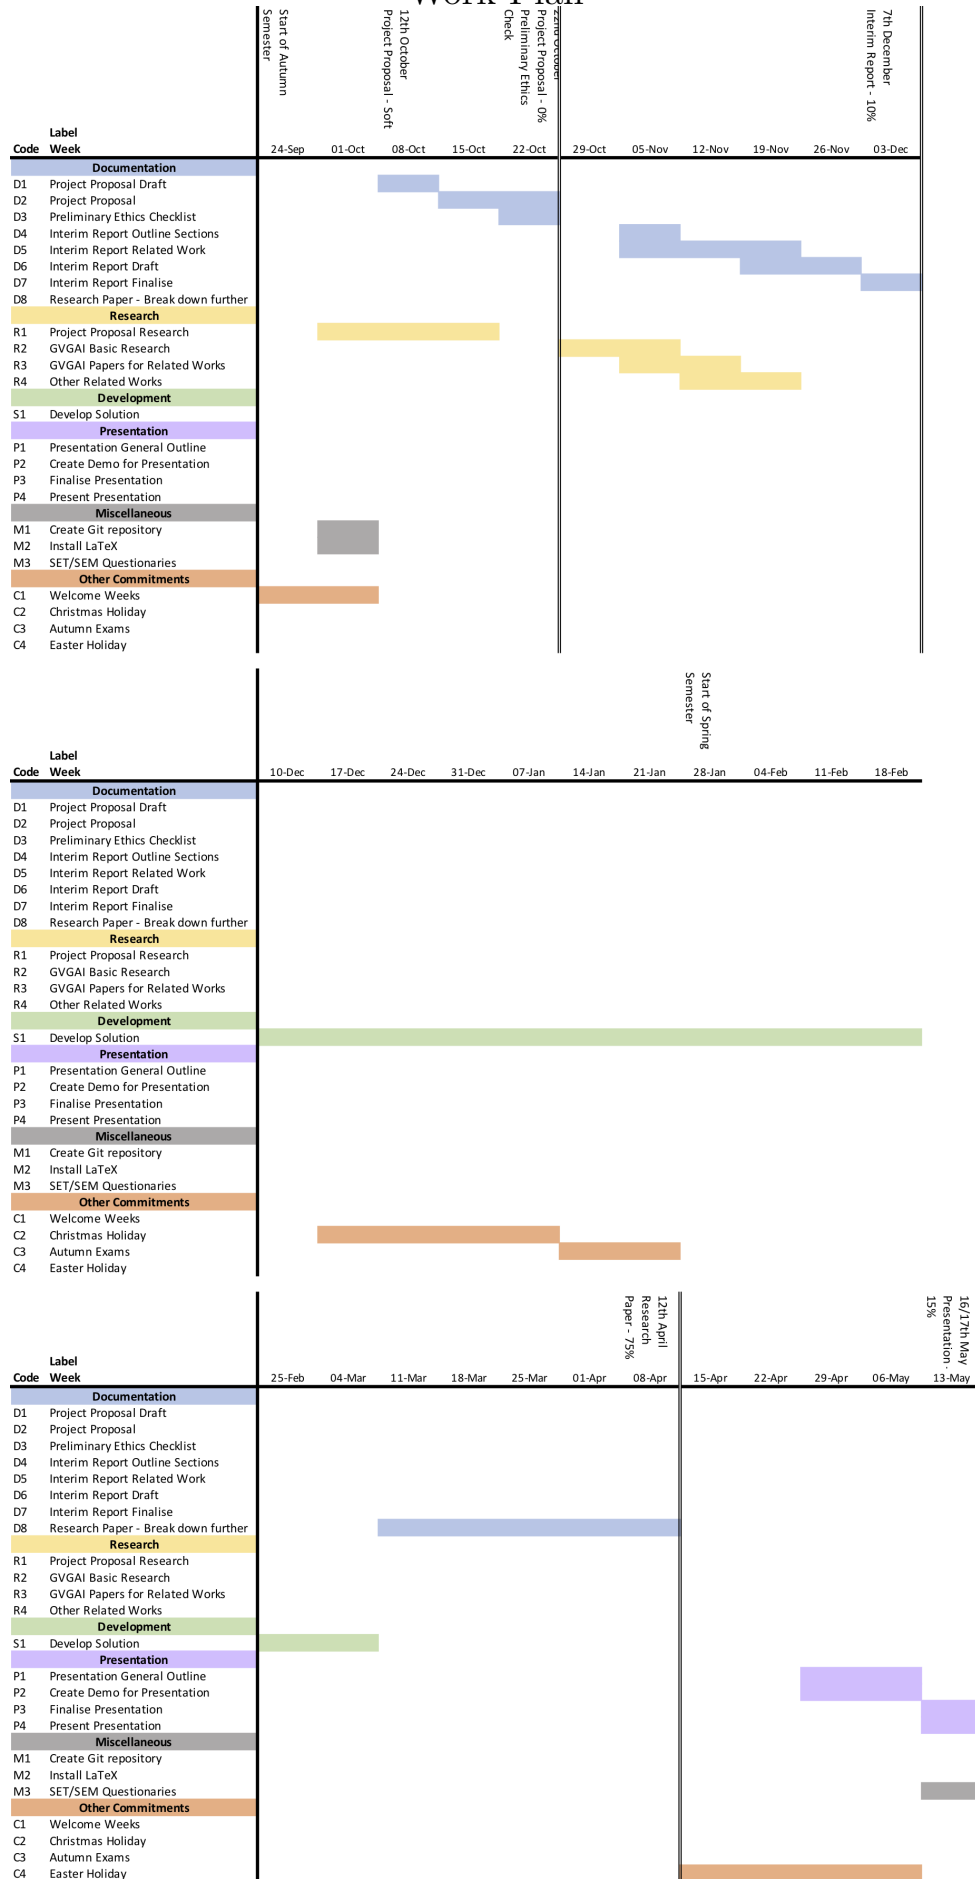 Work Plan
Start of Autumn
Semester
12th October
Project Proposal - Soft
22nd October
Project Proposal - 0%
Preliminary Ethics
Check
7th December
Interim Report - 10%
Label
Code Week 24-Sep 01-Oct 08-Oct 15-Oct 22-Oct 29-Oct 05-Nov 12-Nov 19-Nov 26-Nov 03-Dec
Documentation
D1 Project Proposal Draft
D2 Project Proposal
D3 Preliminary Ethics Checklist
D4 Interim Report Outline Sections
D5 Interim Report Related Work
D6 Interim Report Draft
D7 Interim Report Finalise
D8 Research Paper - Break down further
Research
R1 Project Proposal Research
R2 GVGAI Basic Research
R3 GVGAI Papers for Related Works
R4 Other Related Works
Development
S1 Develop Solution
Presentation
P1 Presentation General Outline
P2 Create Demo for Presentation
P3 Finalise Presentation
P4 Present Presentation
Miscellaneous
M1 Create Git repository
M2 Install LaTeX
M3 SET/SEM Questionaries
Other Commitments
C1 Welcome Weeks
C2 Christmas Holiday
C3 Autumn Exams
C4 Easter Holiday
Start of Spring
Semester
Label
Code Week 10-Dec 17-Dec 24-Dec 31-Dec 07-Jan 14-Jan 21-Jan 28-Jan 04-Feb 11-Feb 18-Feb
Documentation
D1 Project Proposal Draft
D2 Project Proposal
D3 Preliminary Ethics Checklist
D4 Interim Report Outline Sections
D5 Interim Report Related Work
D6 Interim Report Draft
D7 Interim Report Finalise
D8 Research Paper - Break down further
Research
R1 Project Proposal Research
R2 GVGAI Basic Research
R3 GVGAI Papers for Related Works
R4 Other Related Works
Development
S1 Develop Solution
Presentation
P1 Presentation General Outline
P2 Create Demo for Presentation
P3 Finalise Presentation
P4 Present Presentation
Miscellaneous
M1 Create Git repository
M2 Install LaTeX
M3 SET/SEM Questionaries
Other Commitments
C1 Welcome Weeks
C2 Christmas Holiday
C3 Autumn Exams
C4 Easter Holiday
12th April
Research
Paper - 75%
16/17th May
Presentation -
15%
Label
Code Week 25-Feb 04-Mar 11-Mar 18-Mar 25-Mar 01-Apr 08-Apr 15-Apr 22-Apr 29-Apr 06-May 13-May
Documentation
D1 Project Proposal Draft
D2 Project Proposal
D3 Preliminary Ethics Checklist
D4 Interim Report Outline Sections
D5 Interim Report Related Work
D6 Interim Report Draft
D7 Interim Report Finalise
D8 Research Paper - Break down further
Research
R1 Project Proposal Research
R2 GVGAI Basic Research
R3 GVGAI Papers for Related Works
R4 Other Related Works
Development
S1 Develop Solution
Presentation
P1 Presentation General Outline
P2 Create Demo for Presentation
P3 Finalise Presentation
P4 Present Presentation
Miscellaneous
M1 Create Git repository
M2 Install LaTeX
M3 SET/SEM Questionaries
Other Commitments
C1 Welcome Weeks
C2 Christmas Holiday
C3 Autumn Exams
C4 Easter Holiday